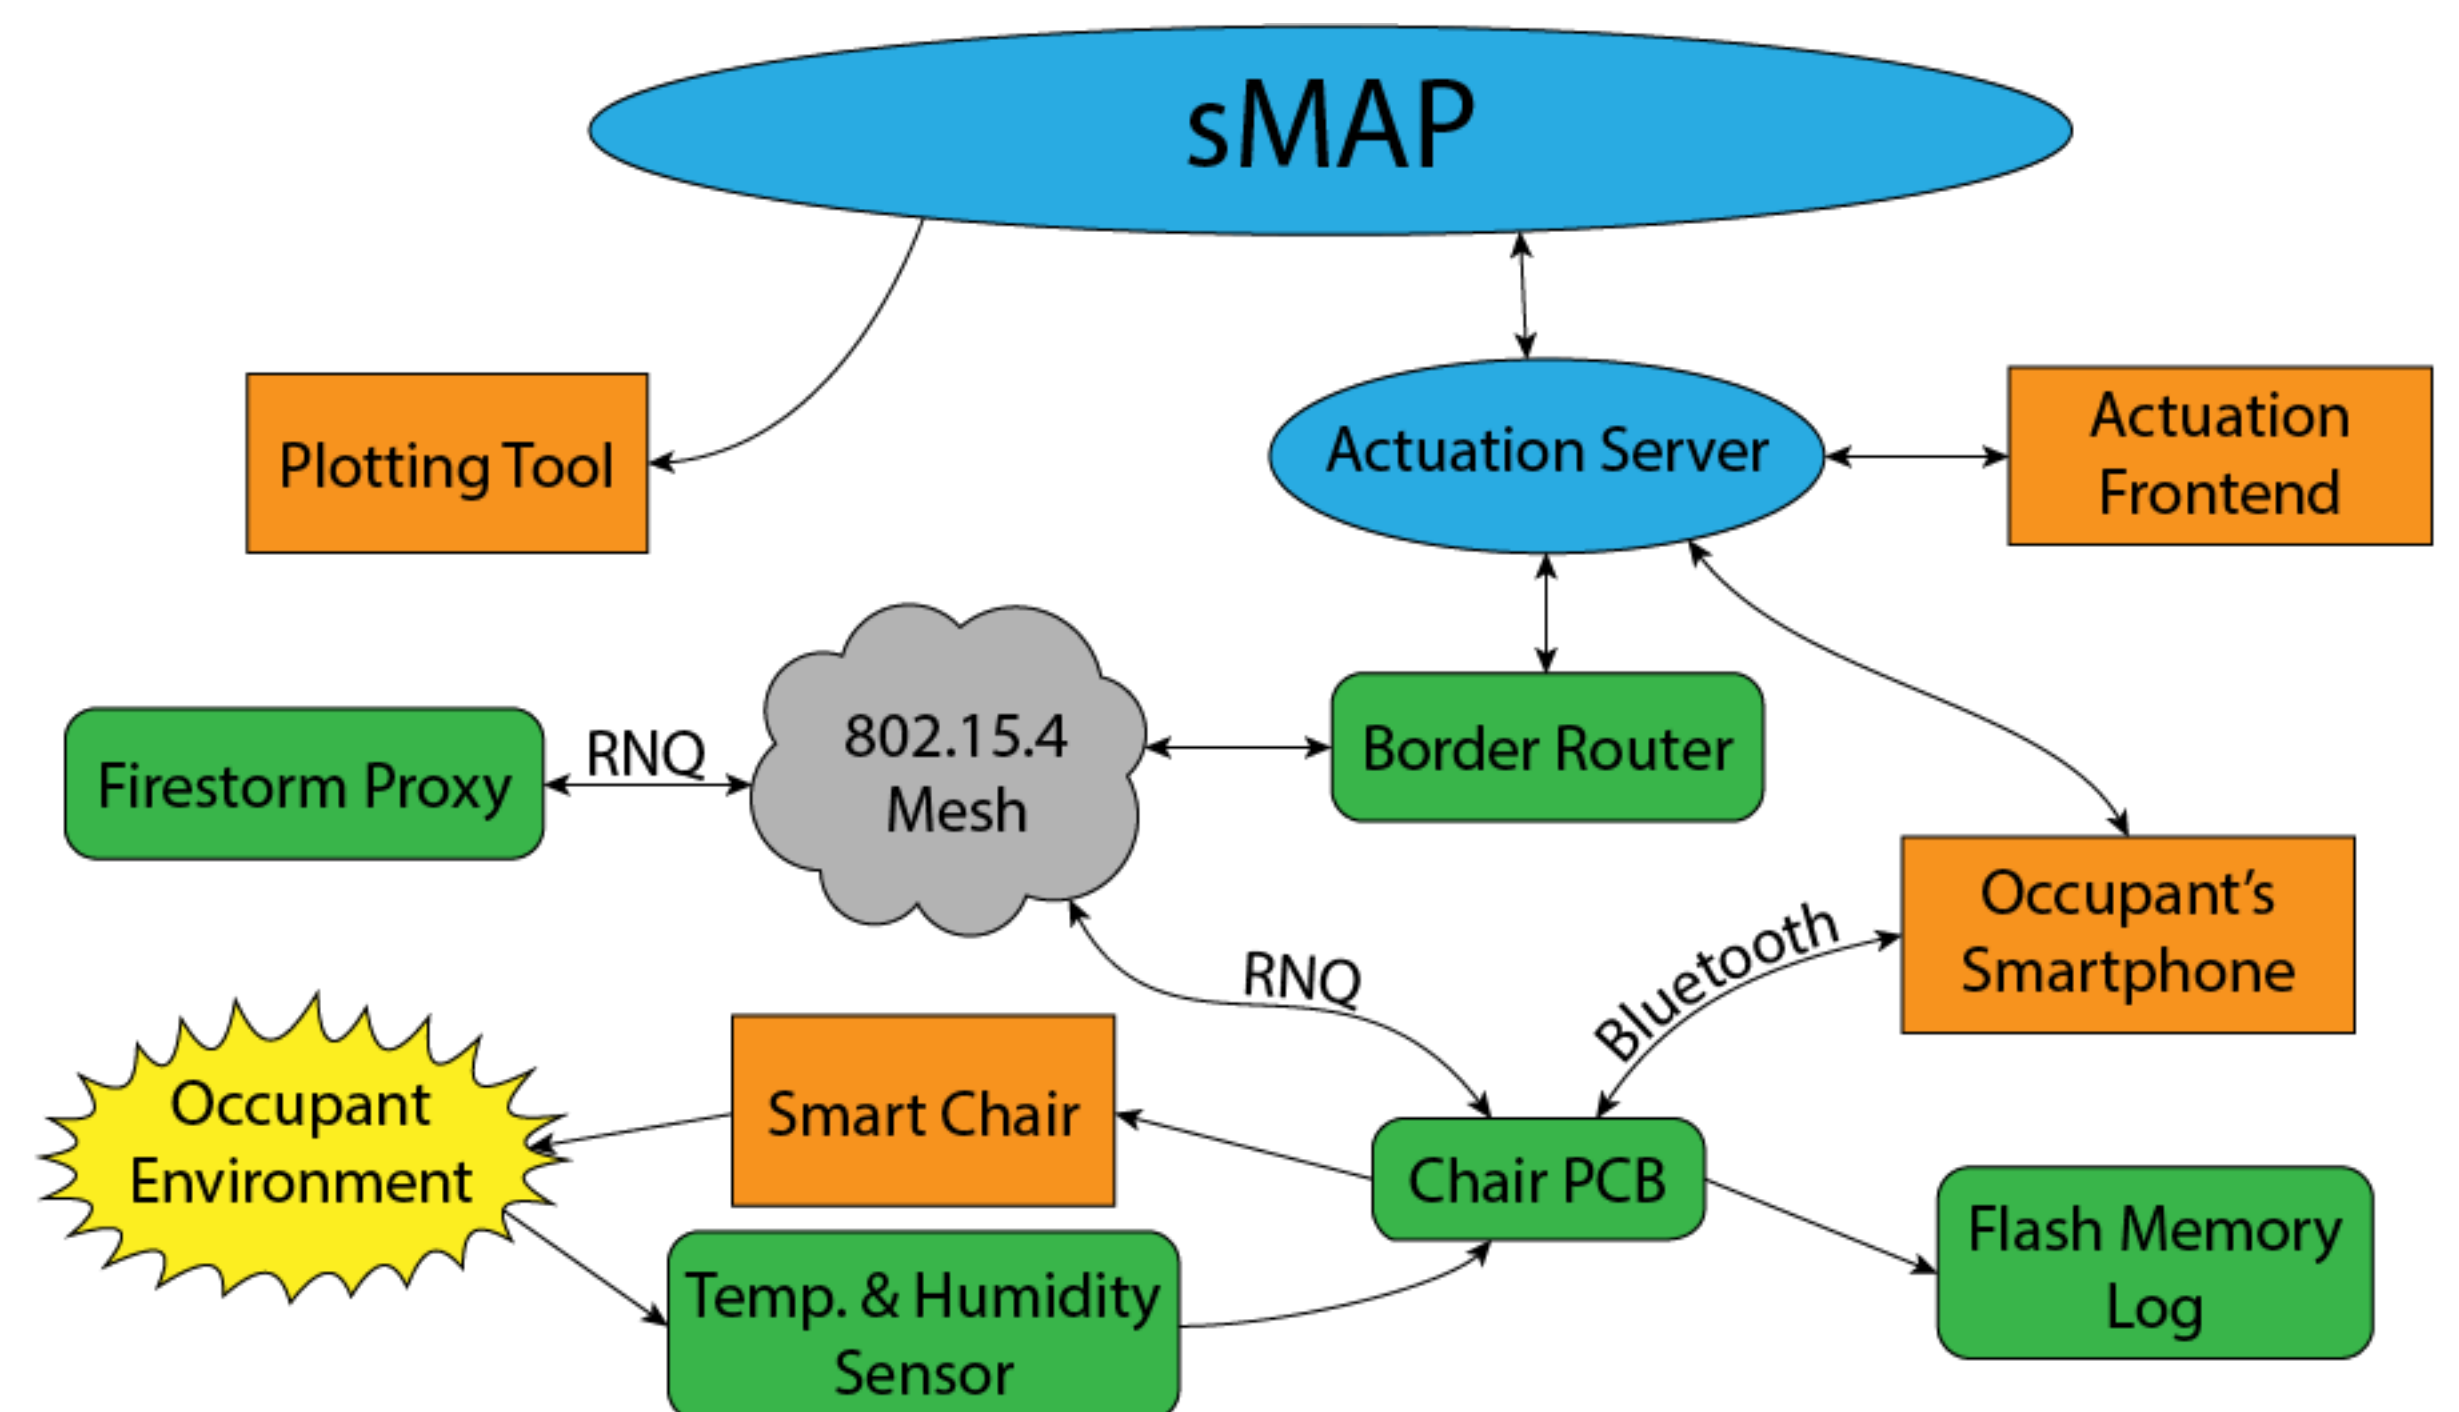 sMAP
Plotting Tool
Actuation Server
Actuation
Frontend
Firestorm Proxy
RNQ
802.15.4
Mesh
Border Router
Occupant’s
Smartphone
Bluetooth
RNQ
Occupant
Environment
Smart Chair
Chair PCB
Flash Memory
Log
Temp. & Humidity
Sensor